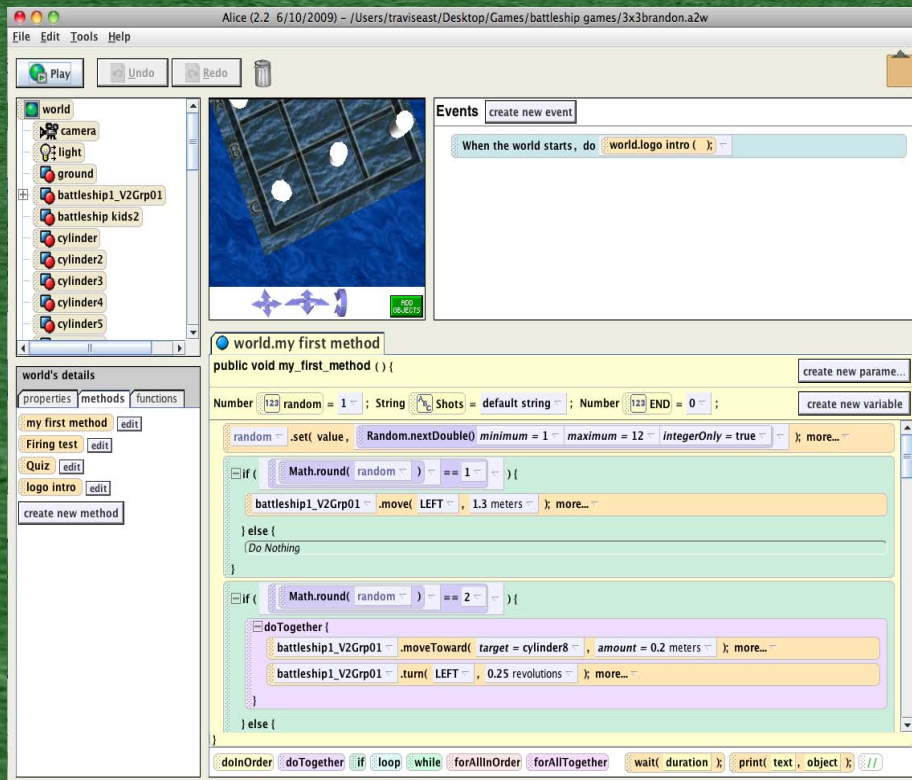 Alice (2.2 6/10/2009) - /Users/traviseast/Desktop/Games/battleship games/3x3brandon.a2w
File Edit Tools Help
Play Undo Redo
world
camera
light
ground
battleship1_V2Grp01
battleship kids2
cylinder
cylinder2
cylinder3
cylinder4
cylinder5
ADD OBJECTS
Events create new event
When the world starts, do world.logo intro ( );
world's details
properties methods functions
my first method edit
Firing test edit
Quiz edit
logo intro edit
create new method
world.my first method
public void my_first_method ( ) {
create new parame...
Number 123 random = 1 ; String ABC Shots = default string ; Number 123 END = 0 ;
create new variable
random .set( value, Random.nextDouble() minimum = 1 maximum = 12 integerOnly = true ); more...
if ( Math.round( random ) == 1 ) {
battleship1_V2Grp01 .move( LEFT , 1.3 meters ); more...
} else {
Do Nothing
}
if ( Math.round( random ) == 2 ) {
doTogether {
battleship1_V2Grp01 .moveToward( target = cylinder8 , amount = 0.2 meters ); more...
battleship1_V2Grp01 .turn( LEFT , 0.25 revolutions ); more...
}
} else {
}
doInOrder doTogether if loop while forAllInOrder forAllTogether wait( duration ); print( text , object ); //